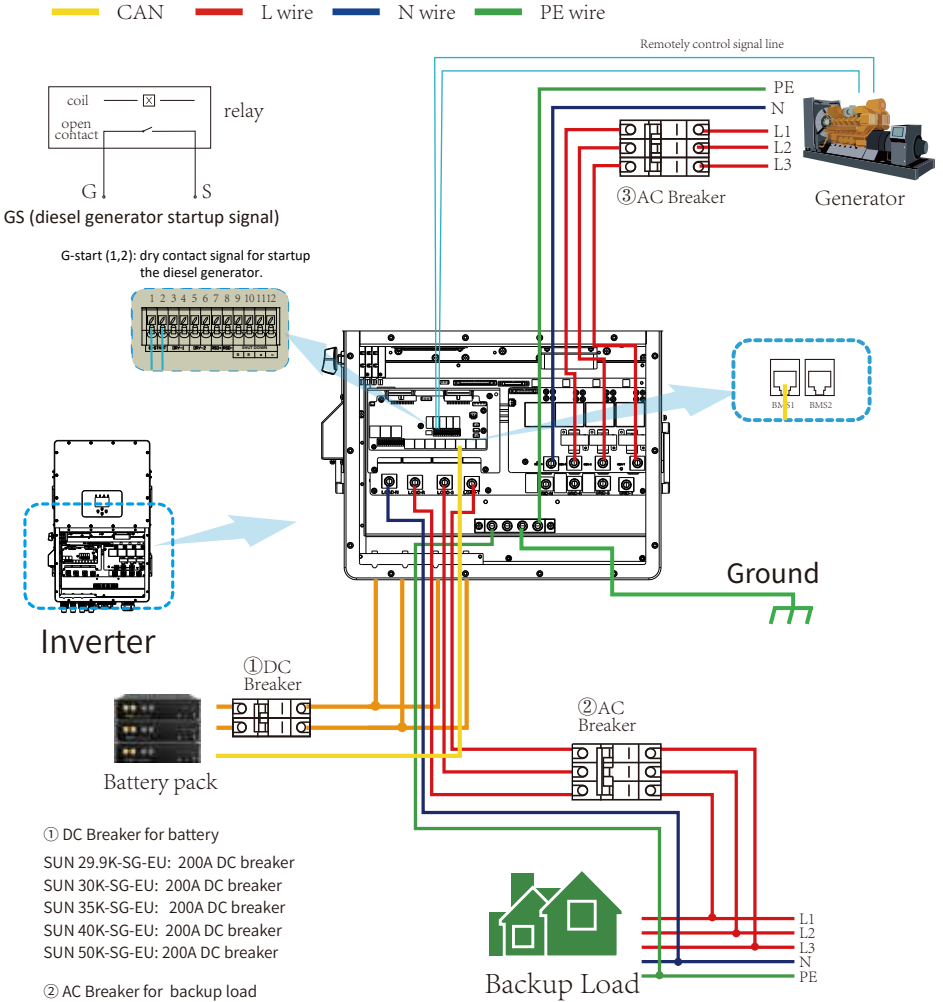 CAN L wire N wire PE wire
Remotely control signal line
coil
X
open
contact
relay
G S
GS (diesel generator startup signal)
PE
N
L1
L2
L3
③AC Breaker
Generator
G-start (1,2): dry contact signal for startup
the diesel generator.
1 2 3 4 5 6 7 8 9 10 11 12
BMS1 BMS2
Inverter
Ground
①DC
Breaker
②AC
Breaker
Battery pack
① DC Breaker for battery
SUN 29.9K-SG-EU: 200A DC breaker
SUN 30K-SG-EU: 200A DC breaker
SUN 35K-SG-EU: 200A DC breaker
SUN 40K-SG-EU: 200A DC breaker
SUN 50K-SG-EU: 200A DC breaker
② AC Breaker for backup load
Backup Load
L1
L2
L3
N
PE